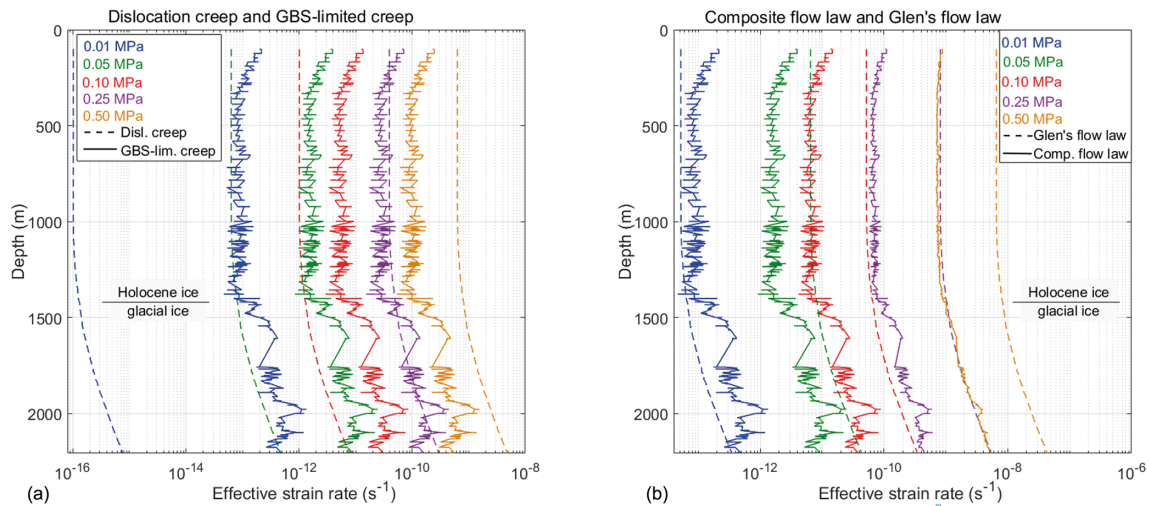 Dislocation creep and GBS-limited creep
0
500
1000
1500
2000
Depth (m)
0.01 MPa
0.05 MPa
0.10 MPa
0.25 MPa
0.50 MPa
Disl. creep
GBS-lim. creep
Holocene ice
glacial ice
10-16
10-14
10-12
10-10
10-8
(a)
Effective strain rate (s-1)
Composite flow law and Glen's flow law
0
500
1000
1500
2000
Depth (m)
0.01 MPa
0.05 MPa
0.10 MPa
0.25 MPa
0.50 MPa
Glen's flow law
Comp. flow law
Holocene ice
glacial ice
10-12
10-10
10-8
10-6
(b)
Effective strain rate (s-1)